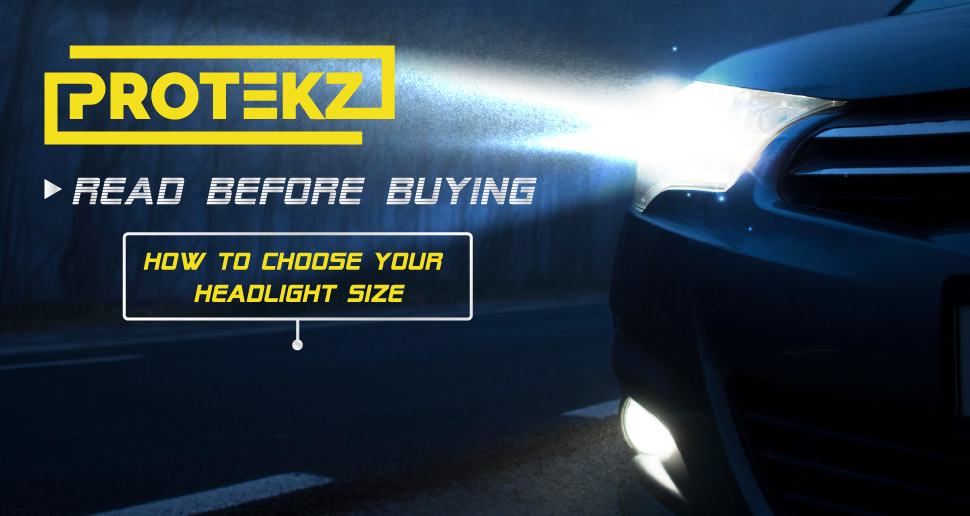 PROTEKZ
READ BEFORE BUYING
HOW TO CHOOSE YOUR
HEADLIGHT SIZE